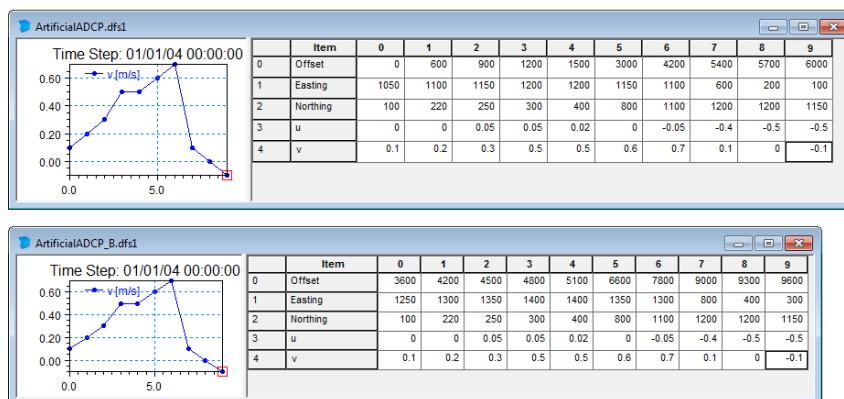 ArtificialADCP.dfs1
Time Step: 01/01/04 00:00:00
v [m/s]
0.60
0.40
0.20
0.00
0.0 5.0
Item 0 1 2 3 4 5 6 7 8 9
0 Offset 0 600 900 1200 1500 3000 4200 5400 5700 6000
1 Easting 1050 1100 1150 1200 1200 1150 1100 600 200 100
2 Northing 100 220 250 300 400 800 1100 1200 1200 1150
3 u 0 0 0.05 0.05 0.02 0 -0.05 -0.4 -0.5 -0.5
4 v 0.1 0.2 0.3 0.5 0.5 0.6 0.7 0.1 0 -0.1
ArtificialADCP_B.dfs1
Time Step: 01/01/04 00:00:00
v [m/s]
0.60
0.40
0.20
0.00
0.0 5.0
Item 0 1 2 3 4 5 6 7 8 9
0 Offset 3600 4200 4500 4800 5100 6600 7800 9000 9300 9600
1 Easting 1250 1300 1350 1400 1400 1350 1300 800 400 300
2 Northing 100 220 250 300 400 800 1100 1200 1200 1150
3 u 0 0 0.05 0.05 0.02 0 -0.05 -0.4 -0.5 -0.5
4 v 0.1 0.2 0.3 0.5 0.5 0.6 0.7 0.1 0 -0.1